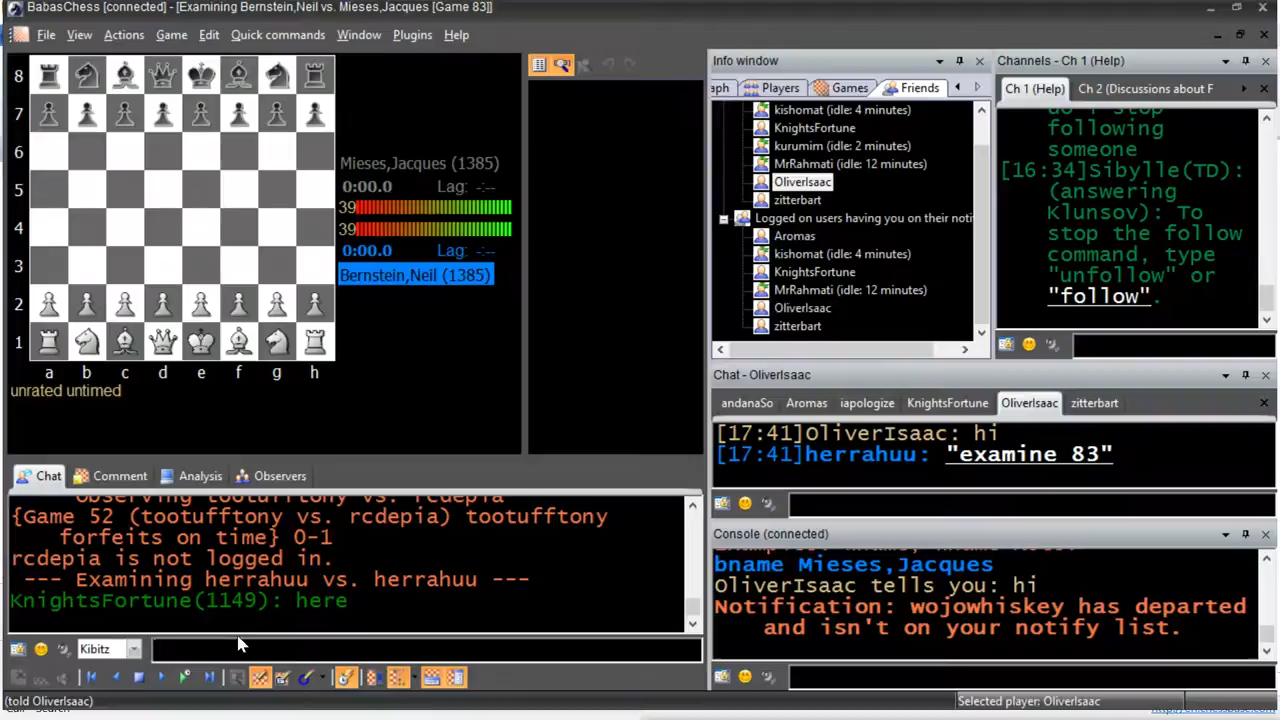 BabasChess [connected] - [Examining Bernstein,Neil vs. Mieses,Jacques [Game 83]]
File View Actions Game Edit Quick commands Window Plugins Help
8
7
6
5
4
3
2
1
a b c d e f g h
unrated untimed
Mieses,Jacques (1385)
0:00.0 Lag: -:--
39
39
0:00.0 Lag: -:--
Bernstein,Neil (1385)
Chat Comment Analysis Observers
Observing tootufftony vs. rcdepia
{Game 52 (tootufftony vs. rcdepia) tootufftony
forfeits on time} 0-1
rcdepia is not logged in.
--- Examining herrahuu vs. herrahuu ---
KnightsFortune(1149): here
Kibitz
(told OliverIsaac)
Info window
aph Players Games Friends
kishomat (idle: 4 minutes)
KnightsFortune
kurumim (idle: 2 minutes)
MrRahmati (idle: 12 minutes)
OliverIsaac
zitterbart
Logged on users having you on their noti
Aromas
kishomat (idle: 4 minutes)
KnightsFortune
MrRahmati (idle: 12 minutes)
OliverIsaac
zitterbart
Channels - Ch 1 (Help)
Ch 1 (Help) Ch 2 (Discussions about F
do I stop
following
someone
[16:34]Sibylle(TD):
(answering
Klunsov): To
stop the follow
command, type
"unfollow" or
"follow".
Chat - OliverIsaac
andanaSo Aromas iapologize KnightsFortune OliverIsaac zitterbart
[17:41]OliverIsaac: hi
[17:41]herrahuu: "examine 83"
Console (connected)
bname Mieses,Jacques
OliverIsaac tells you: hi
Notification: wojowhiskey has departed
and isn't on your notify list.
Selected player: OliverIsaac